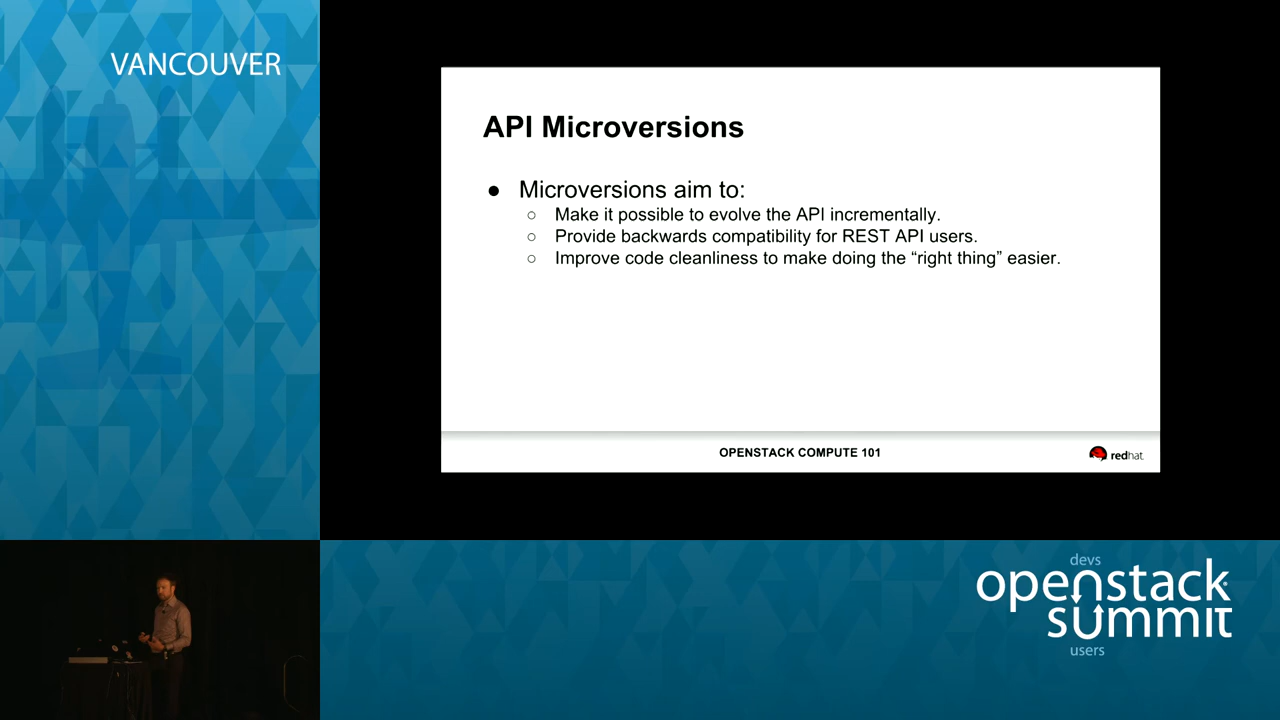 VANCOUVER
API Microversions
● Microversions aim to:
○ Make it possible to evolve the API incrementally.
○ Provide backwards compatibility for REST API users.
○ Improve code cleanliness to make doing the “right thing” easier.
OPENSTACK COMPUTE 101
redhat
devs
openstack
summit
users